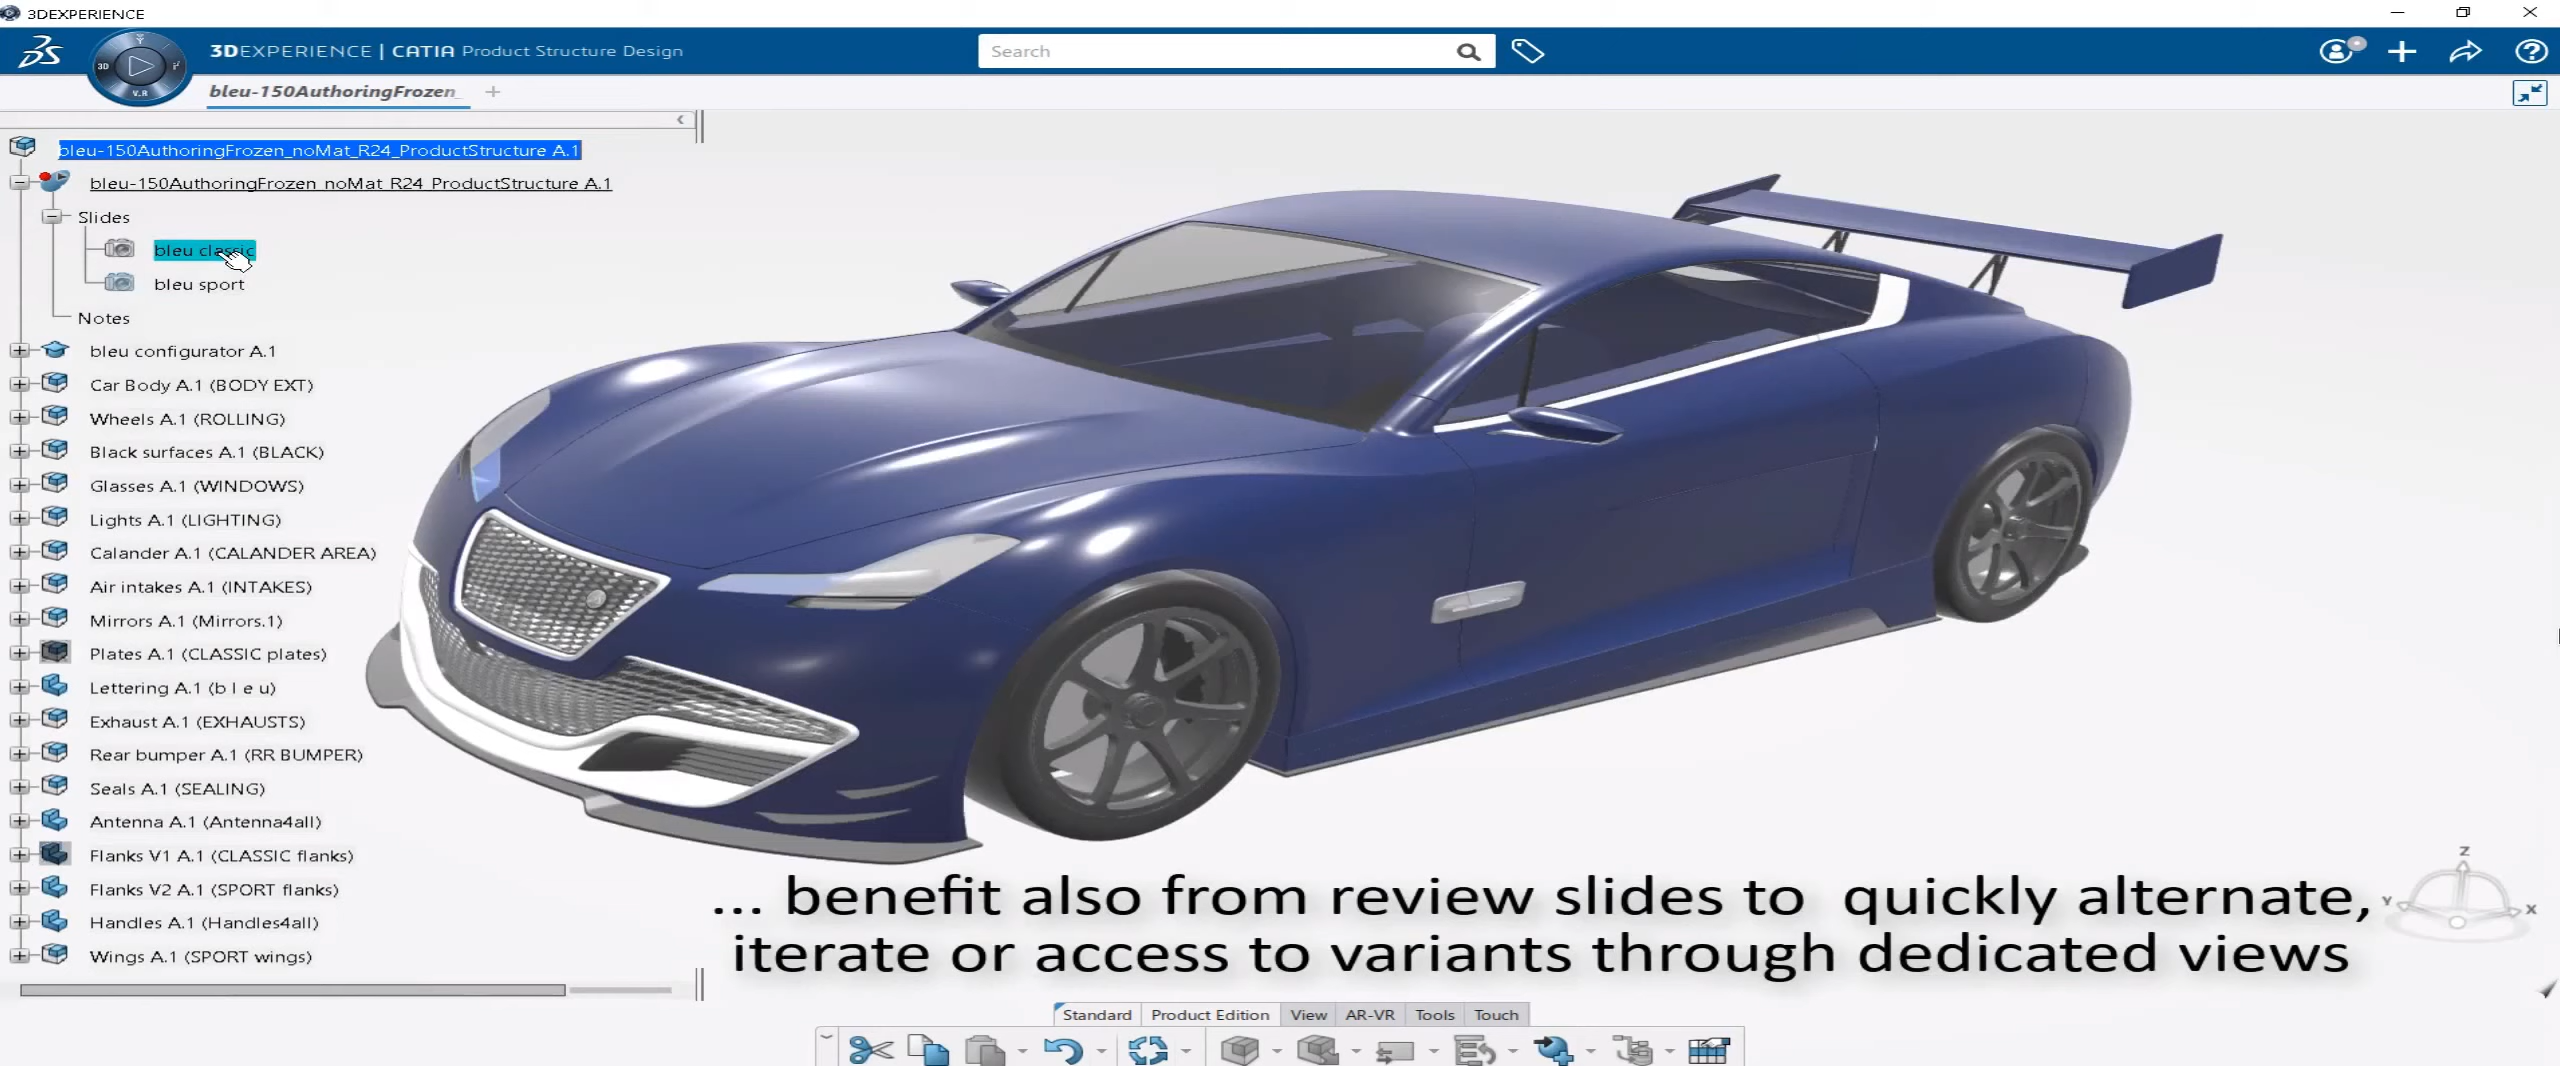 3DEXPERIENCE
3DEXPERIENCE | CATIA Product Structure Design
Search
3D
V.R
bleu-150AuthoringFrozen_
bleu-150AuthoringFrozen_noMat_R24_ProductStructure A.1
bleu-150AuthoringFrozen_noMat_R24_ProductStructure A.1
Slides
bleu classic
bleu sport
Notes
bleu configurator A.1
Car Body A.1 (BODY EXT)
Wheels A.1 (ROLLING)
Black surfaces A.1 (BLACK)
Glasses A.1 (WINDOWS)
Lights A.1 (LIGHTING)
Calander A.1 (CALANDER AREA)
Air intakes A.1 (INTAKES)
Mirrors A.1 (Mirrors.1)
Plates A.1 (CLASSIC plates)
Lettering A.1 (b l e u)
Exhaust A.1 (EXHAUSTS)
Rear bumper A.1 (RR BUMPER)
Seals A.1 (SEALING)
Antenna A.1 (Antenna4all)
Flanks V1 A.1 (CLASSIC flanks)
Flanks V2 A.1 (SPORT flanks)
Handles A.1 (Handles4all)
Wings A.1 (SPORT wings)
... benefit also from review slides to quickly alternate,
iterate or access to variants through dedicated views
Z
Y
X
Standard Product Edition View AR-VR Tools Touch